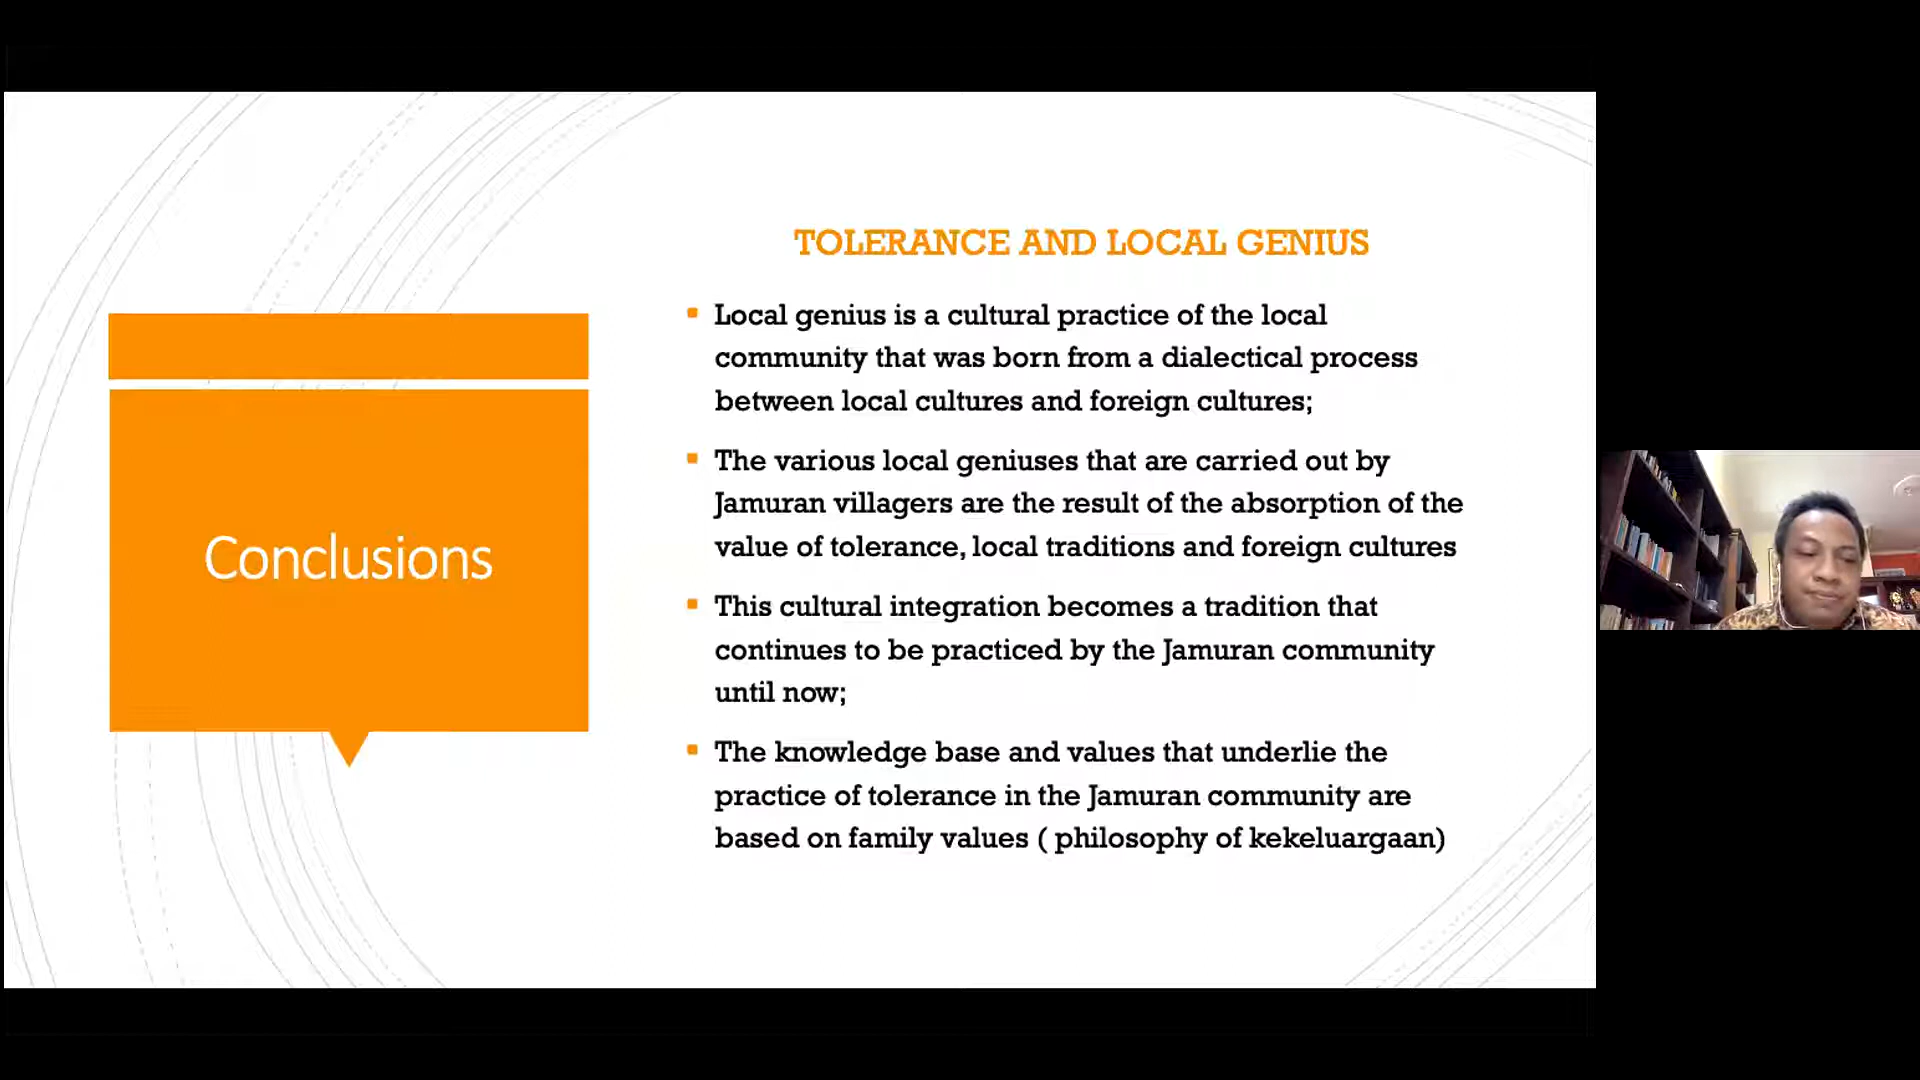 Conclusions
TOLERANCE AND LOCAL GENIUS
Local genius is a cultural practice of the local
community that was born from a dialectical process
between local cultures and foreign cultures;
The various local geniuses that are carried out by
Jamuran villagers are the result of the absorption of the
value of tolerance, local traditions and foreign cultures
This cultural integration becomes a tradition that
continues to be practiced by the Jamuran community
until now;
The knowledge base and values that underlie the
practice of tolerance in the Jamuran community are
based on family values ( philosophy of kekeluargaan)